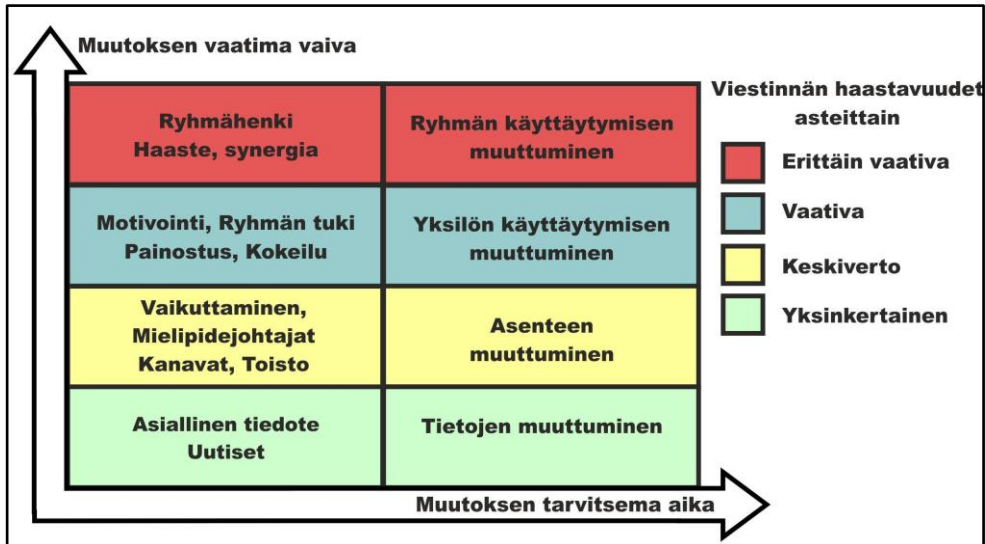 Muutoksen vaatima vaiva
Ryhmähenki
Haaste, synergia
Ryhmän käyttäytymisen
muuttuminen
Motivointi, Ryhmän tuki
Painostus, Kokeilu
Yksilön käyttäytymisen
muuttuminen
Vaikuttaminen,
Mielipidejohtajat
Kanavat, Toisto
Asenteen
muuttuminen
Asiallinen tiedote
Uutiset
Tietojen muuttuminen
Muutoksen tarvitsema aika
Viestinnän haastavuudet
asteittain
Erittäin vaativa
Vaativa
Keskiverto
Yksinkertainen